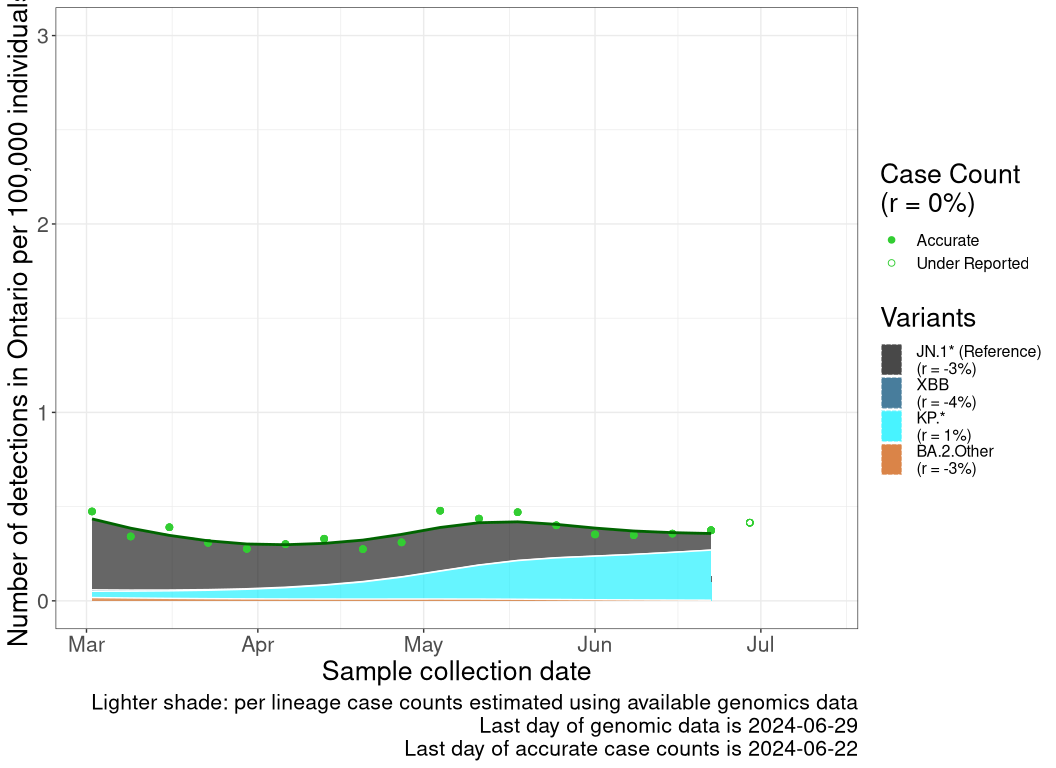 Number of detections in Ontario per 100,000 individuals
3
2
1
0
Mar Apr May Jun Jul
Sample collection date
Lighter shade: per lineage case counts estimated using available genomics data
Last day of genomic data is 2024-06-29
Last day of accurate case counts is 2024-06-22
Case Count
(r = 0%)
Accurate
Under Reported
Variants
JN.1* (Reference)
(r = -3%)
XBB
(r = -4%)
KP.*
(r = 1%)
BA.2.Other
(r = -3%)